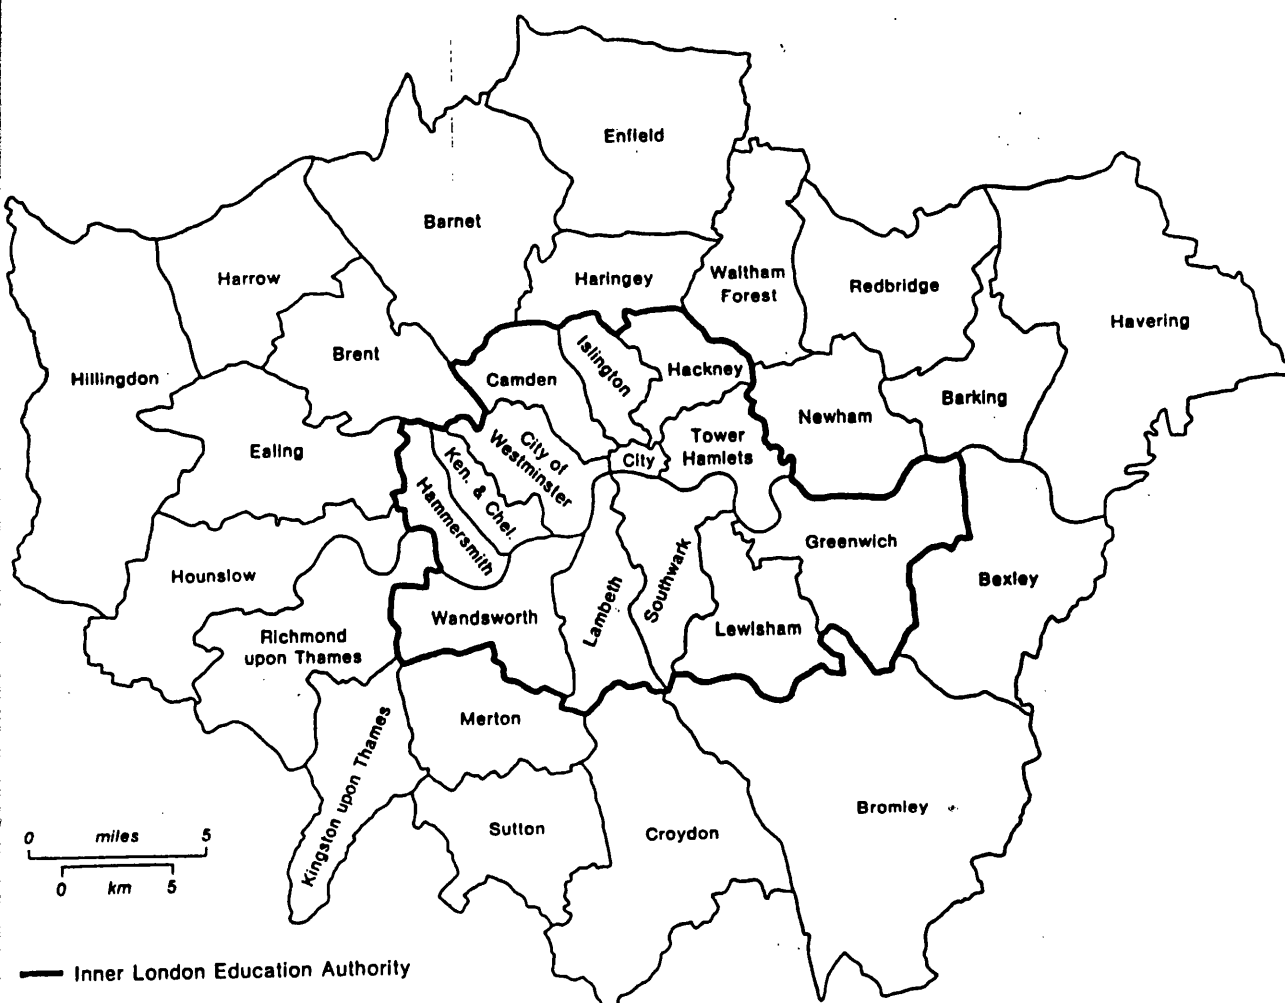 Enfield
Barnet
Harrow
Haringey
Waltham
Forest
Redbridge
Havering
Hillingdon
Brent
Camden
Islington
Hackney
Barking
Newham
Ealing
City of
Westminster
City
Tower
Hamlets
Ken. & Chel.
Hammersmith
Greenwich
Hounslow
Bexley
Wandsworth
Lambeth
Southwark
Lewisham
Richmond
upon Thames
Merton
Kingston upon Thames
Sutton
Croydon
Bromley
0 miles 5
0 km 5
Inner London Education Authority